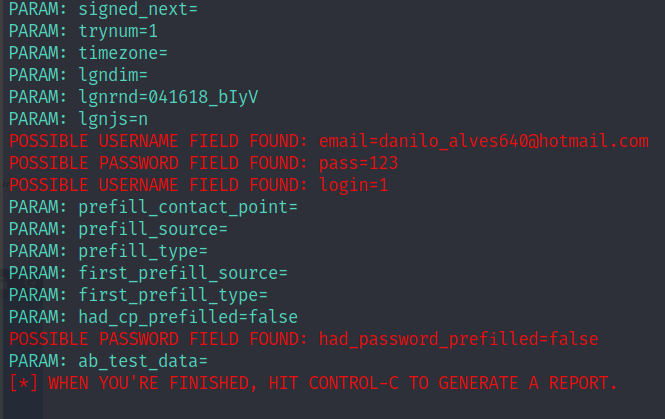 PARAM: signed_next=
PARAM: trynum=1
PARAM: timezone=
PARAM: lgndim=
PARAM: lgnrnd=041618_bIyV
PARAM: lgnjs=n
POSSIBLE USERNAME FIELD FOUND: email=danilo_alves640@hotmail.com
POSSIBLE PASSWORD FIELD FOUND: pass=123
POSSIBLE USERNAME FIELD FOUND: login=1
PARAM: prefill_contact_point=
PARAM: prefill_source=
PARAM: prefill_type=
PARAM: first_prefill_source=
PARAM: first_prefill_type=
PARAM: had_cp_prefilled=false
POSSIBLE PASSWORD FIELD FOUND: had_password_prefilled=false
PARAM: ab_test_data=
[*] WHEN YOU'RE FINISHED, HIT CONTROL-C TO GENERATE A REPORT.